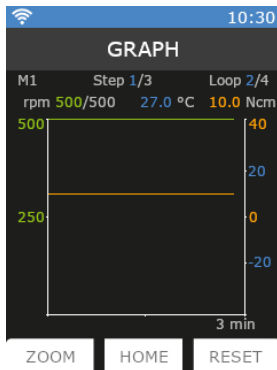 10:30
GRAPH
M1 Step 1/3 Loop 2/4
rpm 500/500 27.0 °C 10.0 Ncm
500 40
20
250 0
-20
3 min
ZOOM HOME RESET